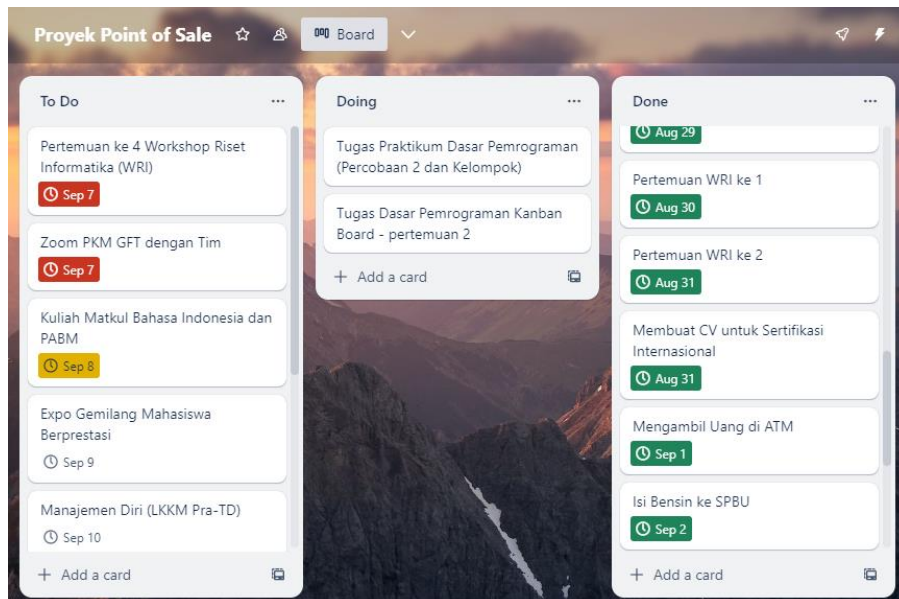 Proyek Point of Sale
Board
To Do
Pertemuan ke 4 Workshop Riset
Informatika (WRI)
Sep 7
Zoom PKM GFT dengan Tim
Sep 7
Kuliah Matkul Bahasa Indonesia dan
PABM
Sep 8
Expo Gemilang Mahasiswa
Berprestasi
Sep 9
Manajemen Diri (LKKM Pra-TD)
Sep 10
+ Add a card
Doing
Tugas Praktikum Dasar Pemrograman
(Percobaan 2 dan Kelompok)
Tugas Dasar Pemrograman Kanban
Board - pertemuan 2
+ Add a card
Done
Aug 29
Pertemuan WRI ke 1
Aug 30
Pertemuan WRI ke 2
Aug 31
Membuat CV untuk Sertifikasi
Internasional
Aug 31
Mengambil Uang di ATM
Sep 1
Isi Bensin ke SPBU
Sep 2
+ Add a card